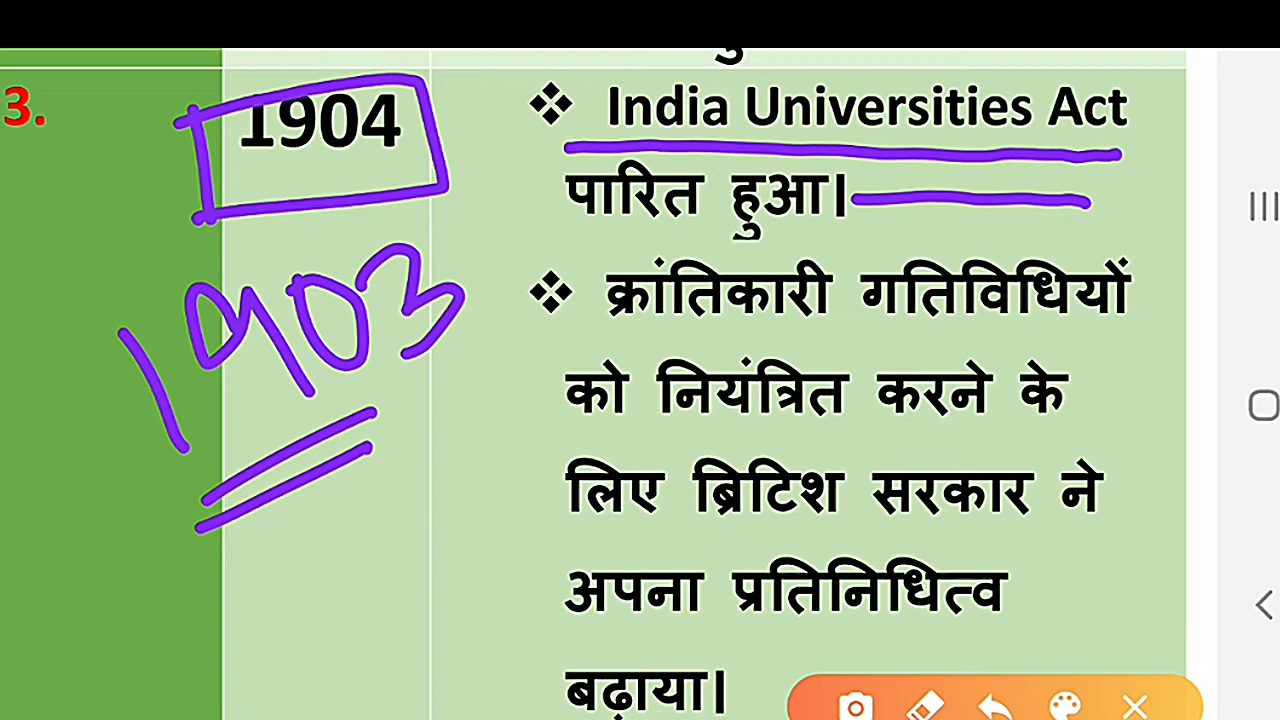 3.
1904
❖ India Universities Act
पारित हुआ।
1903
❖ क्रांतिकारी गतिविधियों
को नियंत्रित करने के
लिए ब्रिटिश सरकार ने
अपना प्रतिनिधित्व
बढ़ाया।